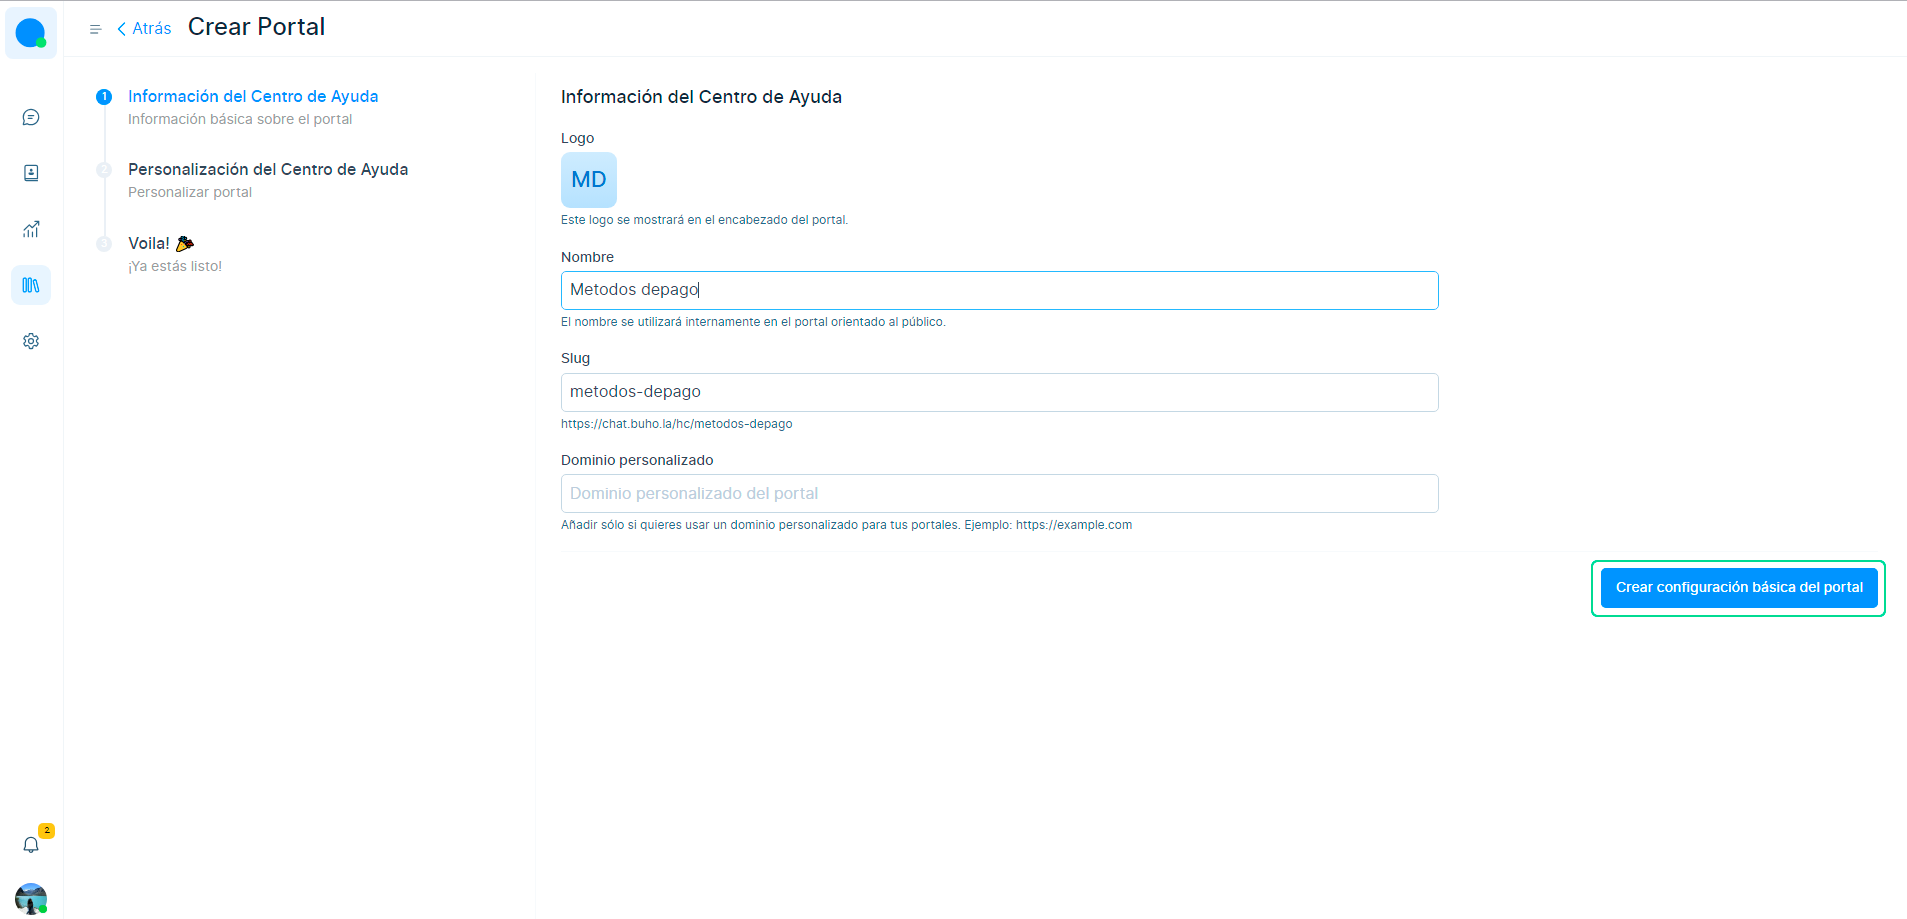 Atrás Crear Portal
1 Información del Centro de Ayuda
Información básica sobre el portal
2 Personalización del Centro de Ayuda
Personalizar portal
3 Voila!
¡Ya estás listo!
Información del Centro de Ayuda
Logo
MD
Este logo se mostrará en el encabezado del portal.
Nombre
Metodos depago
El nombre se utilizará internamente en el portal orientado al público.
Slug
metodos-depago
https://chat.buho.la/hc/metodos-depago
Dominio personalizado
Dominio personalizado del portal
Añadir sólo si quieres usar un dominio personalizado para tus portales. Ejemplo: https://example.com
Crear configuración básica del portal
2